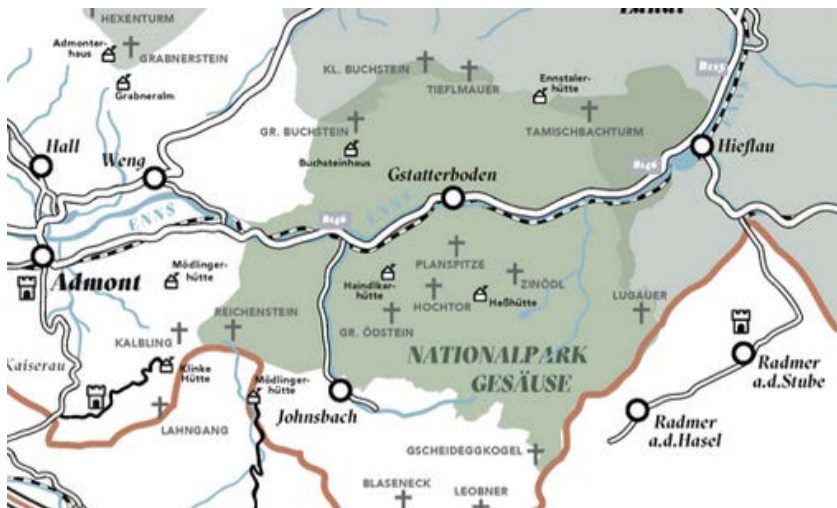 HEXENTURM
Admonter-
haus
GRABNERSTEIN
Grabneralm
KL. BUCHSTEIN
TIEFLMAUER
Ennstaler-
hütte
TAMISCHBACHTURM
B115
ENNS
GR. BUCHSTEIN
Buchsteinhaus
Hall
Weng
Gstatterboden
B146
Hieflau
ENNS
B146
ENNS
Admont
Mödlinger-
hütte
PLANSPITZE
Haindlkar-
hütte
HOCHTOR
ZINÖDL
Heßhütte
LUGAUER
REICHENSTEIN
GR. ÖDSTEIN
KALBLING
Kaiserau
Klinke
Hütte
Mödlinger-
hütte
NATIONALPARK
GESÄUSE
Johnsbach
Radmer
a.d.Stube
Radmer
a.d.Hasel
LAHNGANG
GSCHEIDEGGKOGEL
BLASENECK
LEOBNER